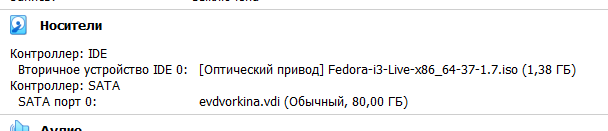 Носители
Контроллер: IDE
Вторичное устройство IDE 0: [Оптический привод] Fedora-i3-Live-x86_64-37-1.7.iso (1,38 ГБ)
Контроллер: SATA
SATA порт 0: evdvorkina.vdi (Обычный, 80,00 ГБ)
Аудио